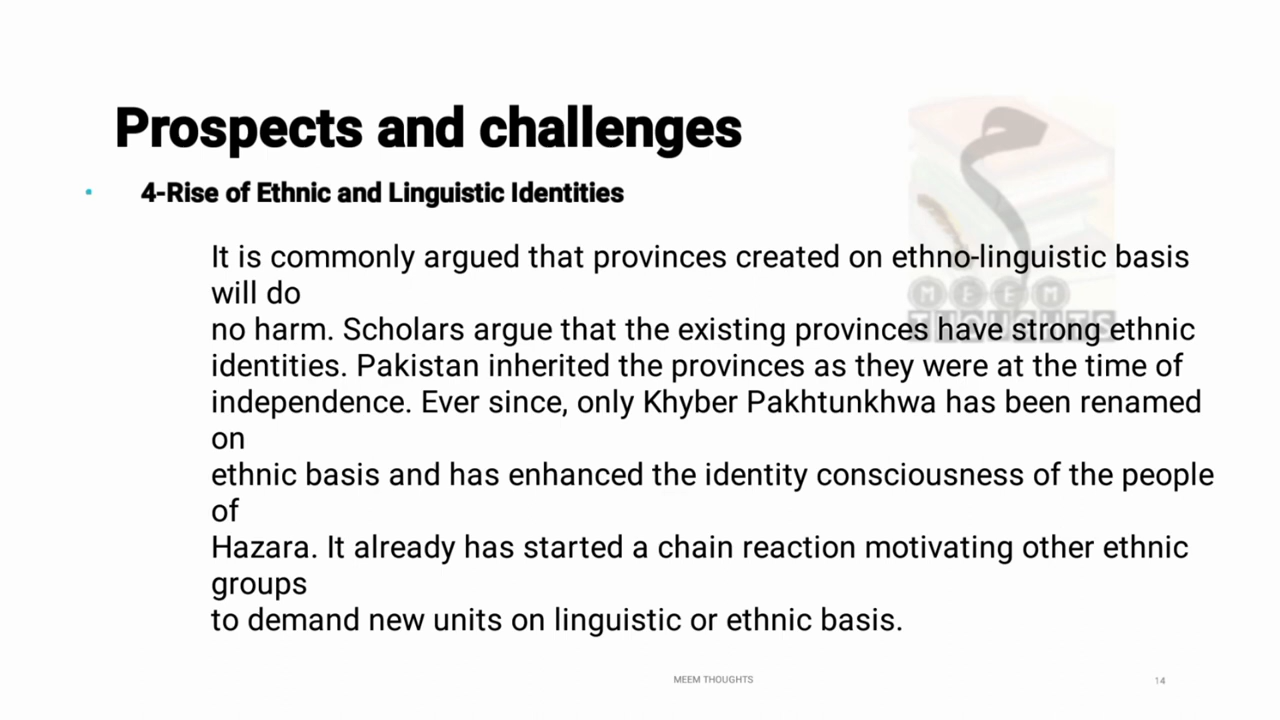 Prospects and challenges
4-Rise of Ethnic and Linguistic Identities
It is commonly argued that provinces created on ethno-linguistic basis
will do
no harm. Scholars argue that the existing provinces have strong ethnic
identities. Pakistan inherited the provinces as they were at the time of
independence. Ever since, only Khyber Pakhtunkhwa has been renamed
on
ethnic basis and has enhanced the identity consciousness of the people
of
Hazara. It already has started a chain reaction motivating other ethnic
groups
to demand new units on linguistic or ethnic basis.
MEEM
THOUGHTS
MEEM THOUGHTS
14